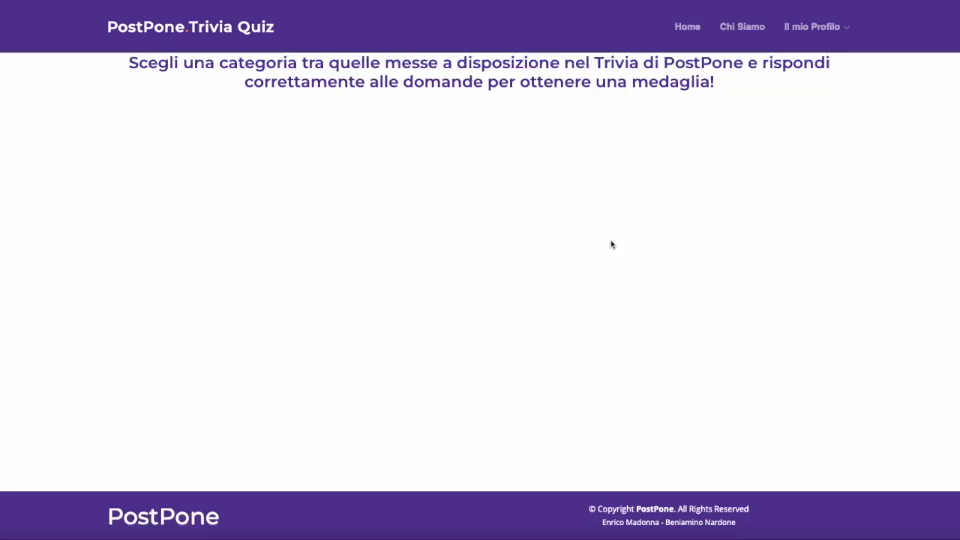 PostPone.Trivia Quiz
Home
Chi Siamo
Il mio Profilo
Scegli una categoria tra quelle messe a disposizione nel Trivia di PostPone e rispondi
correttamente alle domande per ottenere una medaglia!
PostPone
© Copyright PostPone. All Rights Reserved
Enrico Madonna - Beniamino Nardone